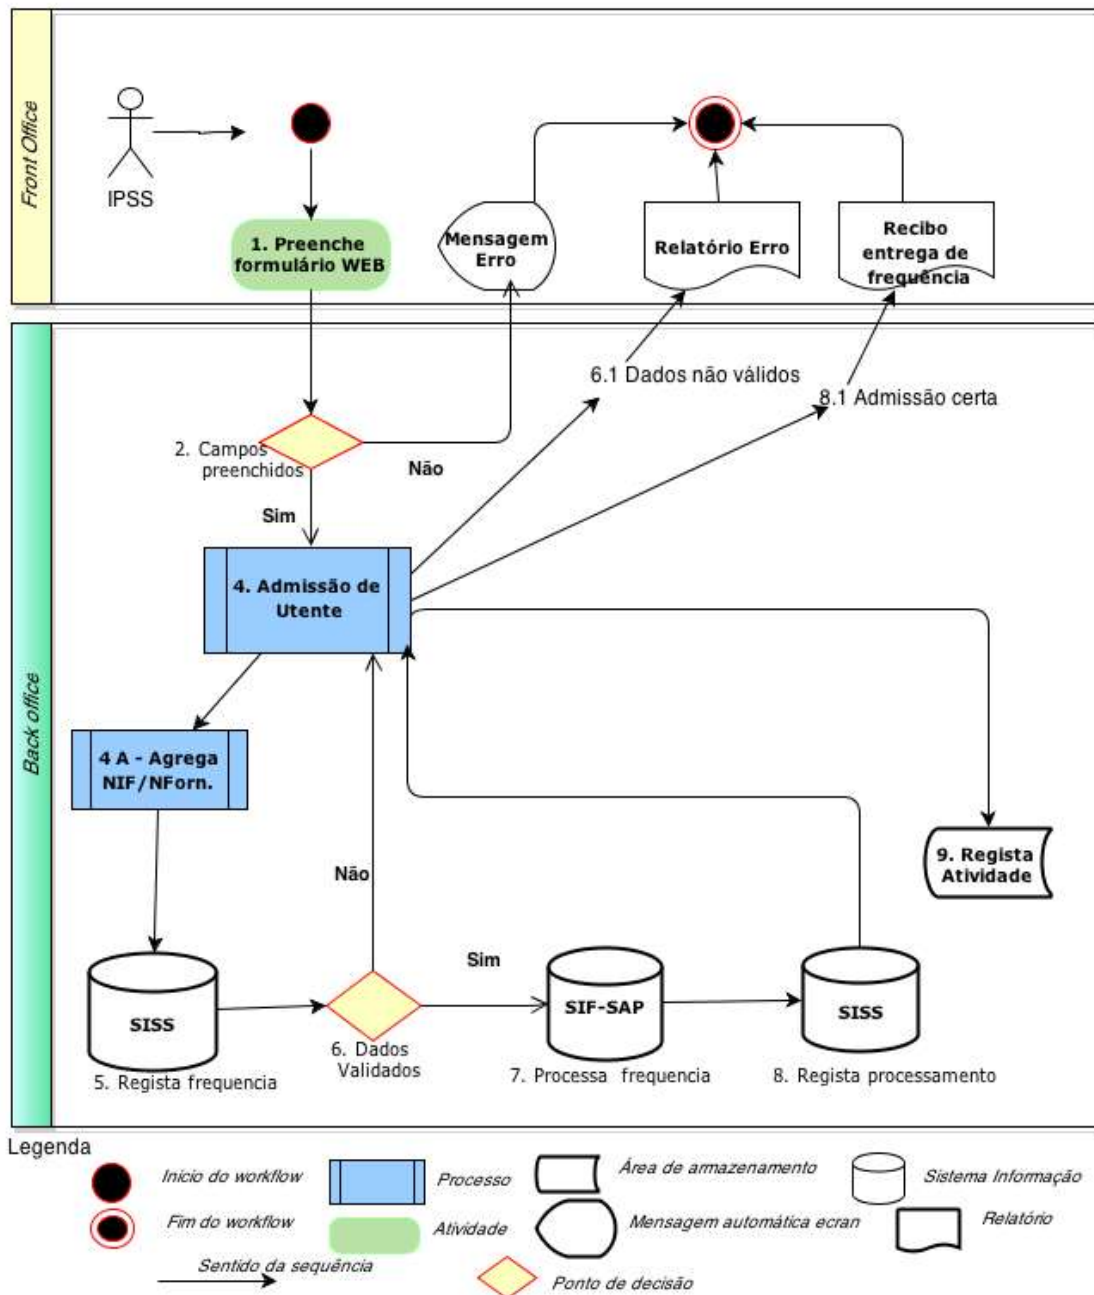 Front Office
IPSS
1. Preenche
formulário WEB
Mensagem
Erro
Relatório Erro
Recibo
entrega de
frequência
Back office
6.1 Dados não válidos
8.1 Admissão certa
2. Campos
preenchidos
Não
Sim
4. Admissão de
Utente
4 A - Agrega
NIF/NForn.
9. Regista
Atividade
Não
Sim
SISS
SIF-SAP
SISS
5. Regista frequencia
6. Dados
Validados
7. Processa frequencia
8. Regista processamento
Legenda
Inicio do workflow
Processo
Área de armazenamento
Sistema Informação
Fim do workflow
Atividade
Mensagem automática ecran
Relatório
Sentido da sequência
Ponto de decisão